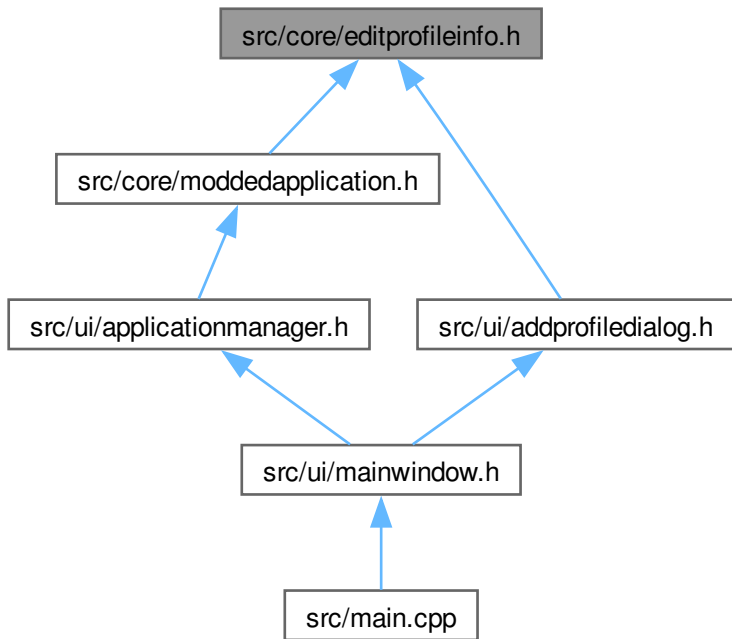 src/core/editprofileinfo.h
src/core/moddedapplication.h
src/ui/applicationmanager.h
src/ui/addprofiledialog.h
src/ui/mainwindow.h
src/main.cpp